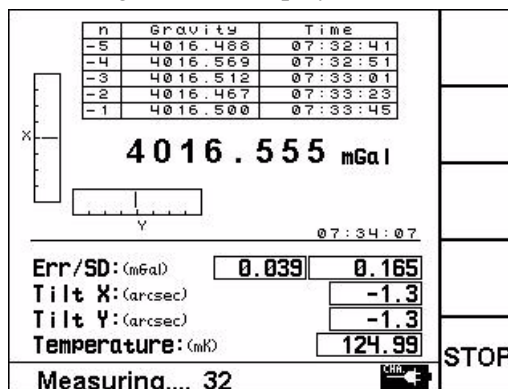 n Gravity Time
-5 4016.488 07:32:41
-4 4016.569 07:32:51
-3 4016.512 07:33:01
-2 4016.467 07:33:23
-1 4016.500 07:33:45
X
4016.555 mGal
Y
07:34:07
Err/SD:(mGal) 0.039 0.165
Tilt X:(arcsec) -1.3
Tilt Y:(arcsec) -1.3
Temperature:(mK) 124.99
STOP
Measuring.... 32 CHA.